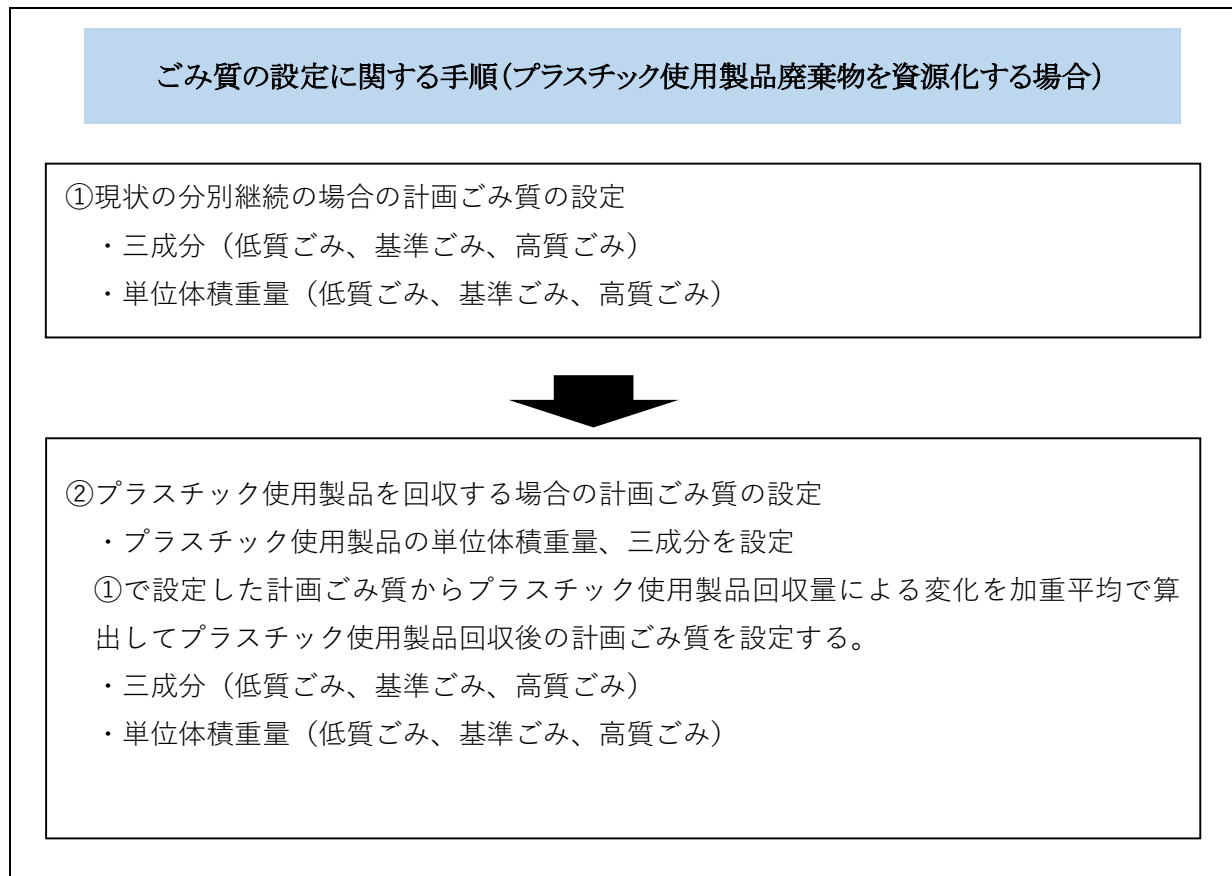 ごみ質の設定に関する手順(プラスチック使用製品廃棄物を資源化する場合)
①現状の分別継続の場合の計画ごみ質の設定
・三成分（低質ごみ、基準ごみ、高質ごみ）
・単位体積重量（低質ごみ、基準ごみ、高質ごみ）
②プラスチック使用製品を回収する場合の計画ごみ質の設定
・プラスチック使用製品の単位体積重量、三成分を設定
①で設定した計画ごみ質からプラスチック使用製品回収量による変化を加重平均で算
出してプラスチック使用製品回収後の計画ごみ質を設定する。
・三成分（低質ごみ、基準ごみ、高質ごみ）
・単位体積重量（低質ごみ、基準ごみ、高質ごみ）